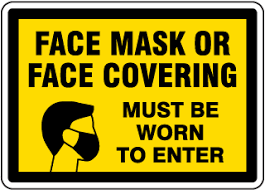 FACE MASK OR
FACE COVERING
MUST BE
WORN
TO ENTER